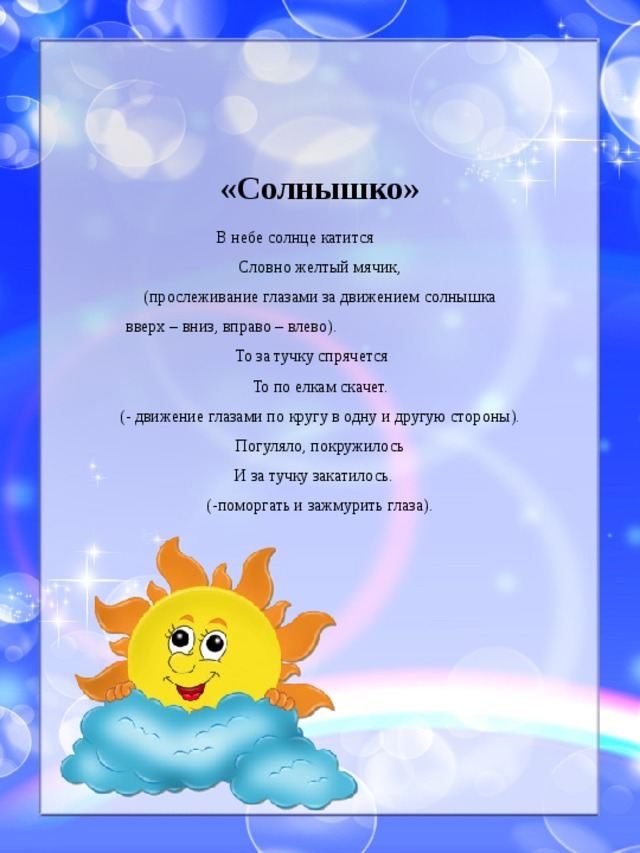 «Солнышко»
В небе солнце катится
Словно желтый мячик,
(прослеживание глазами за движением солнышка
вверх – вниз, вправо – влево).
То за тучку спрячется
То по елкам скачет.
(- движение глазами по кругу в одну и другую стороны).
Погуляло, покружилось
И за тучку закатилось.
(-поморгать и зажмурить глаза).